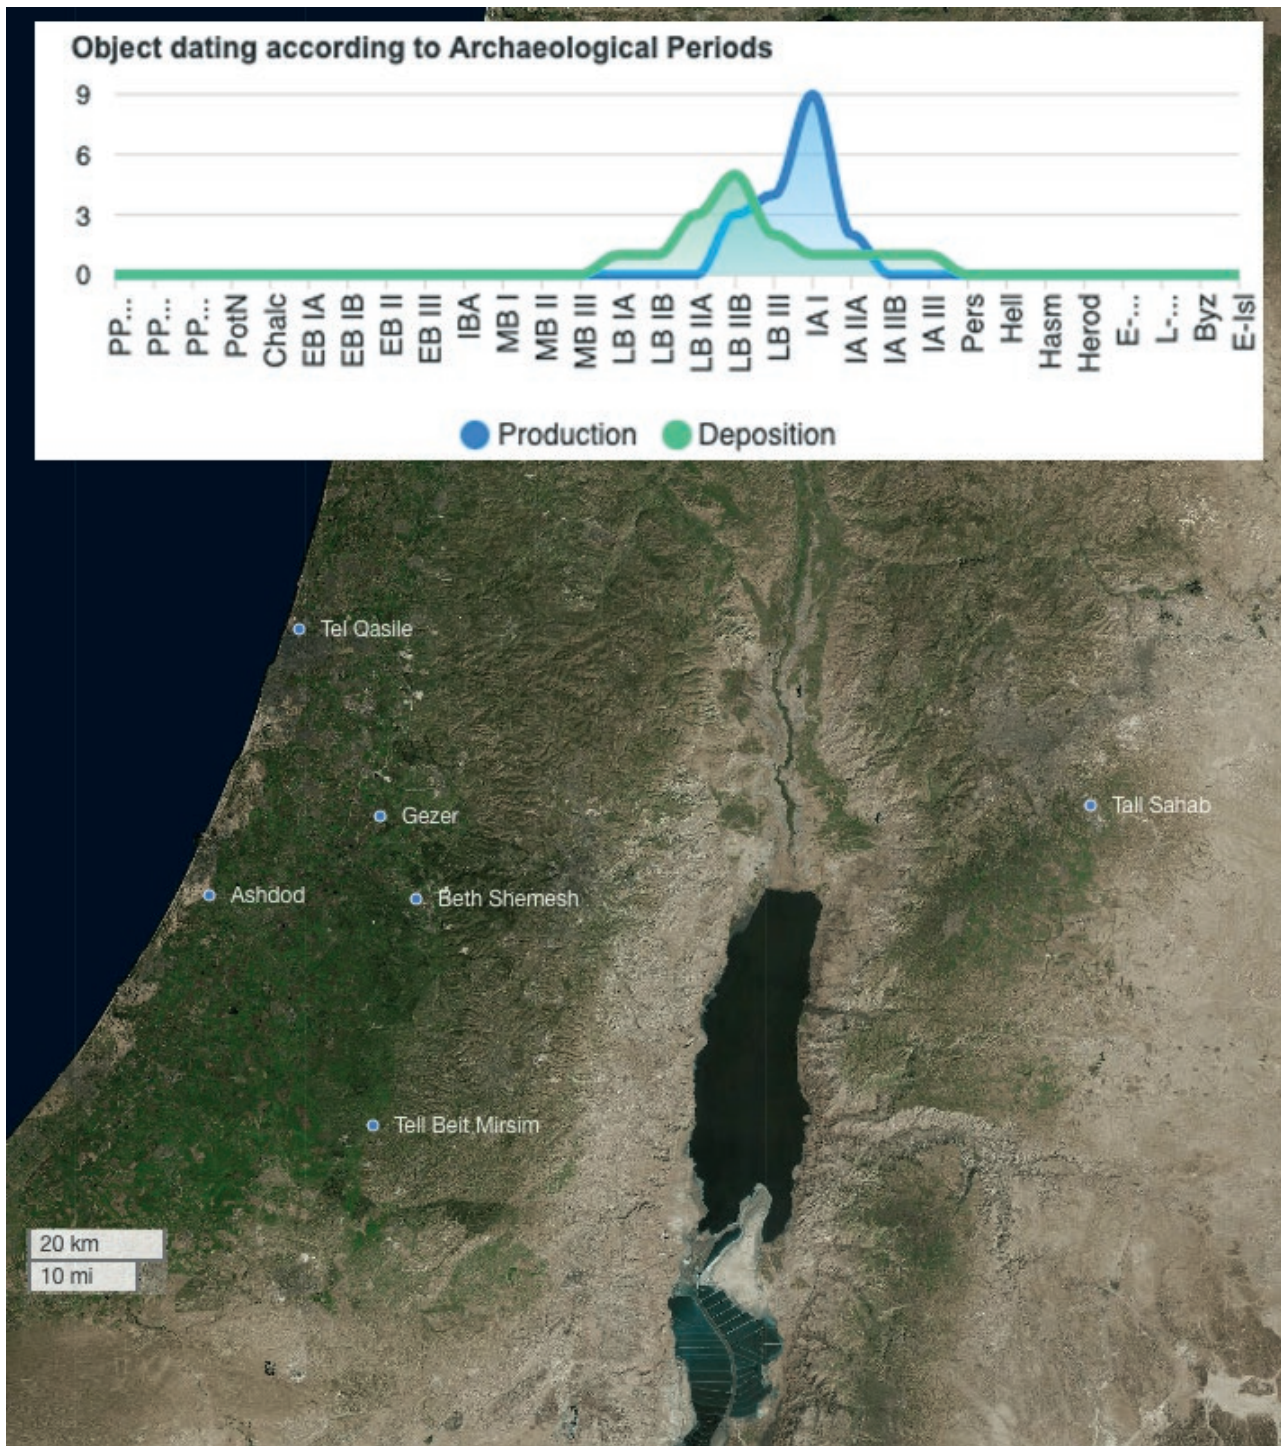 Object dating according to Archaeological Periods
9
6
3
0
PP...
PP...
PP...
PotN
Chalc
EB IA
EB IB
EB II
EB III
IBA
MB I
MB II
MB III
LB IA
LB IB
LB IIA
LB IIB
LB III
IA I
IA IIA
IA IIB
IA III
Pers
Hell
Hasm
Herod
E-...
L-...
Byz
E-Isl
Production Deposition
Tel Qasile
Gezer
Tall Sahab
Ashdod
Beth Shemesh
Tell Beit Mirsim
20 km
10 mi